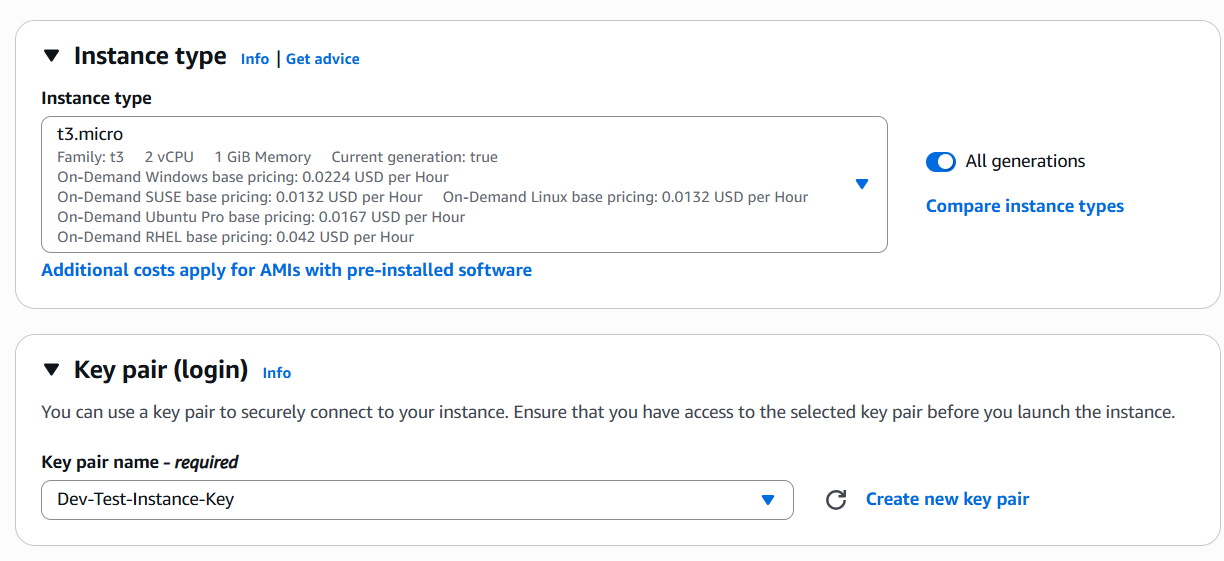 Instance type Info | Get advice
Instance type
t3.micro
Family: t3 2 vCPU 1 GiB Memory Current generation: true
On-Demand Windows base pricing: 0.0224 USD per Hour
On-Demand SUSE base pricing: 0.0132 USD per Hour On-Demand Linux base pricing: 0.0132 USD per Hour
On-Demand Ubuntu Pro base pricing: 0.0167 USD per Hour
On-Demand RHEL base pricing: 0.042 USD per Hour
All generations
Compare instance types
Additional costs apply for AMIs with pre-installed software
Key pair (login) Info
You can use a key pair to securely connect to your instance. Ensure that you have access to the selected key pair before you launch the instance.
Key pair name - required
Dev-Test-Instance-Key
Create new key pair